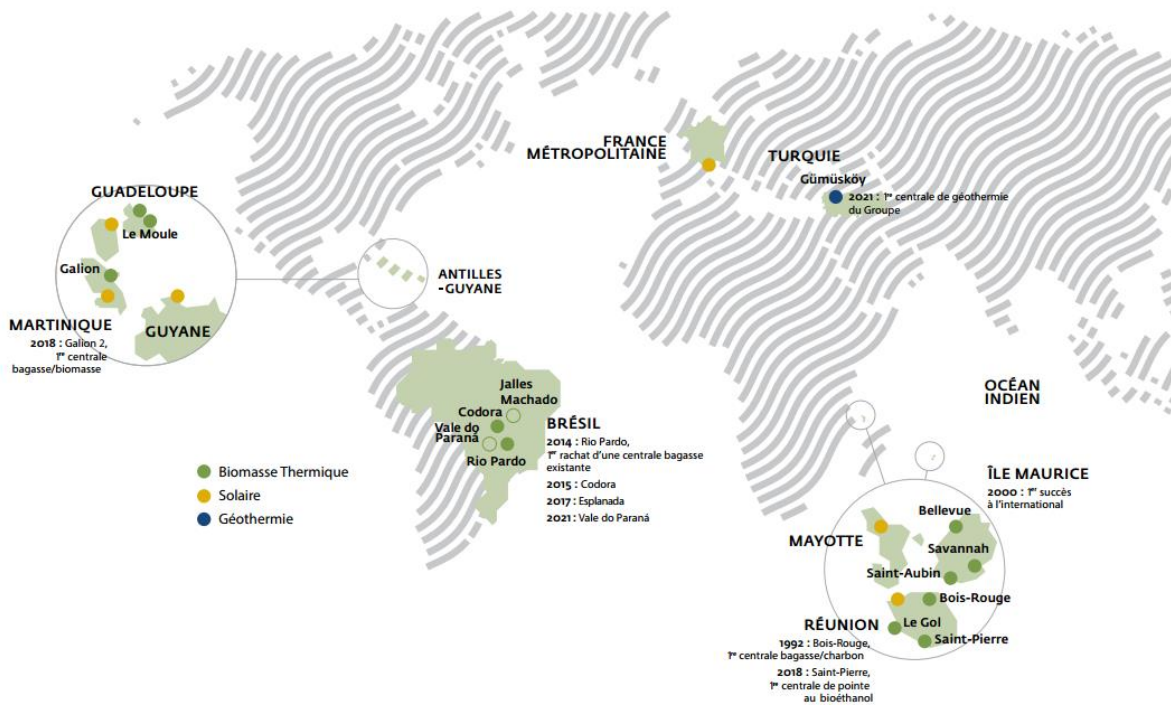 FRANCE
MÉTROPOLITAINE
TURQUIE
Gümüsköy
2021 : 1re centrale de géothermie
du Groupe
GUADELOUPE
Le Moule
Galion
MARTINIQUE
2018 : Galion 2,
1re centrale
bagasse/biomasse
GUYANE
ANTILLES
-GUYANE
Jalles
Machado
Codora
Vale do
Paraná
Rio Pardo
BRÉSIL
2014 : Rio Pardo,
1er rachat d'une centrale bagasse
existante
2015 : Codora
2017 : Esplanada
2021 : Vale do Paraná
Biomasse Thermique
Solaire
Géothermie
OCÉAN
INDIEN
ÎLE MAURICE
2000 : 1er succès
à l'international
Bellevue
MAYOTTE
Savannah
Saint-Aubin
Bois-Rouge
RÉUNION
Le Gol
Saint-Pierre
1992 : Bois-Rouge,
1re centrale bagasse/charbon
2018 : Saint-Pierre,
1re centrale de pointe
au bioéthanol